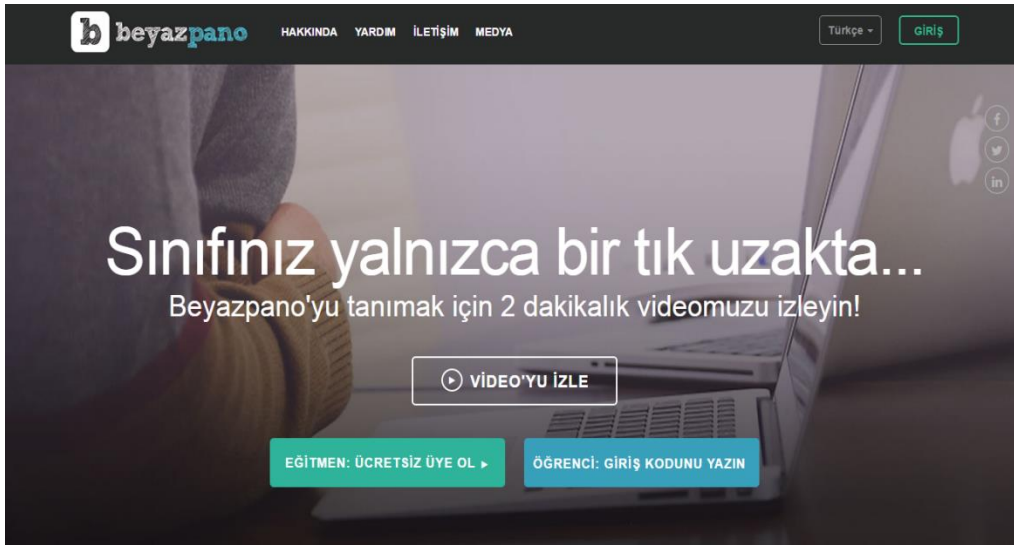 b beyazpano HAKKINDA YARDIM İLETİŞİM MEDYA Türkçe GİRİŞ
f
in
Sınıfınız yalnızca bir tık uzakta...
Beyazpano'yu tanımak için 2 dakikalık videomuzu izleyin!
VİDEO'YU İZLE
EĞİTMEN: ÜCRETSİZ ÜYE OL ÖĞRENCİ: GİRİŞ KODUNU YAZIN